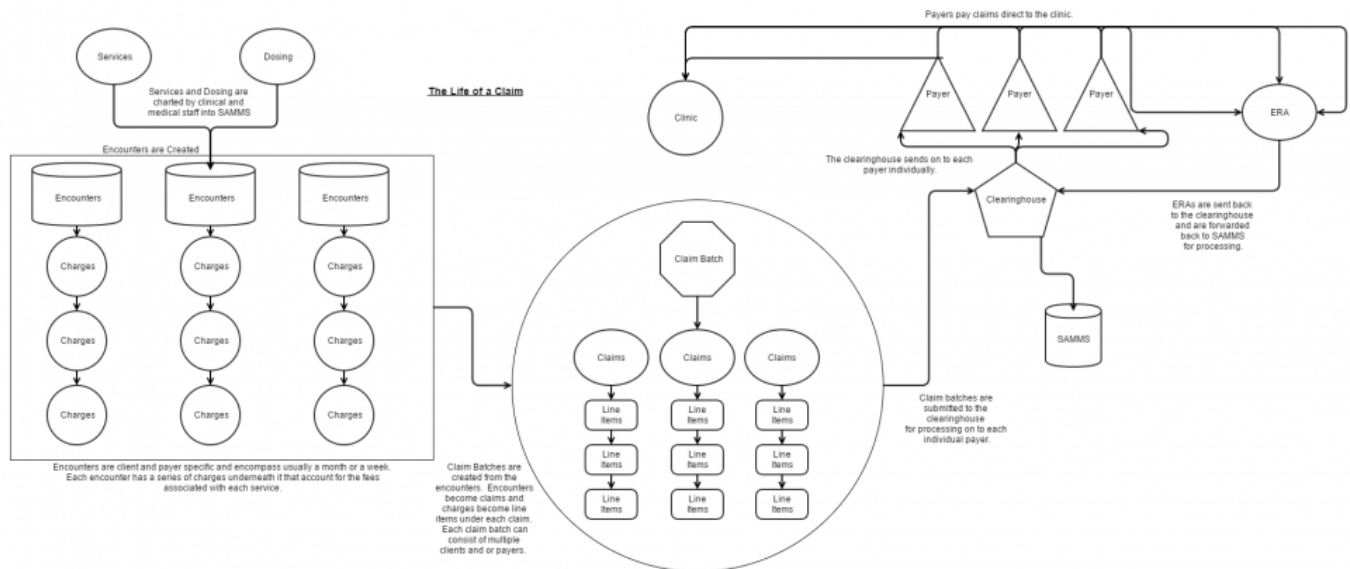 Payers pay claims direct to the clinic.
Services
Dosing
Services and Dosing are
charted by clinical and
medical staff into SAMMS
The Life of a Claim
Clinic
Payer
Payer
Payer
ERA
Encounters are Created
The clearinghouse sends on to each
payer individually.
Encounters
Encounters
Encounters
Clearinghouse
ERAs are sent back
to the clearinghouse
and are forwarded
back to SAMMS
for processing.
Charges
Charges
Charges
Claim Batch
Charges
Charges
Charges
SAMMS
Claims
Claims
Claims
Charges
Charges
Charges
Line
Items
Line
Items
Line
Items
Line
Items
Line
Items
Line
Items
Line
Items
Line
Items
Line
Items
Claim batches are
submitted to the
clearinghouse
for processing on to each
individual payer.
Encounters are client and payer specific and encompass usually a month or a week.
Each encounter has a series of charges underneath it that account for the fees
associated with each service.
Claim Batches are
created from the
encounters. Encounters
become claims and
charges become line
items under each claim.
Each claim batch can
consist of multiple
clients and or payers.